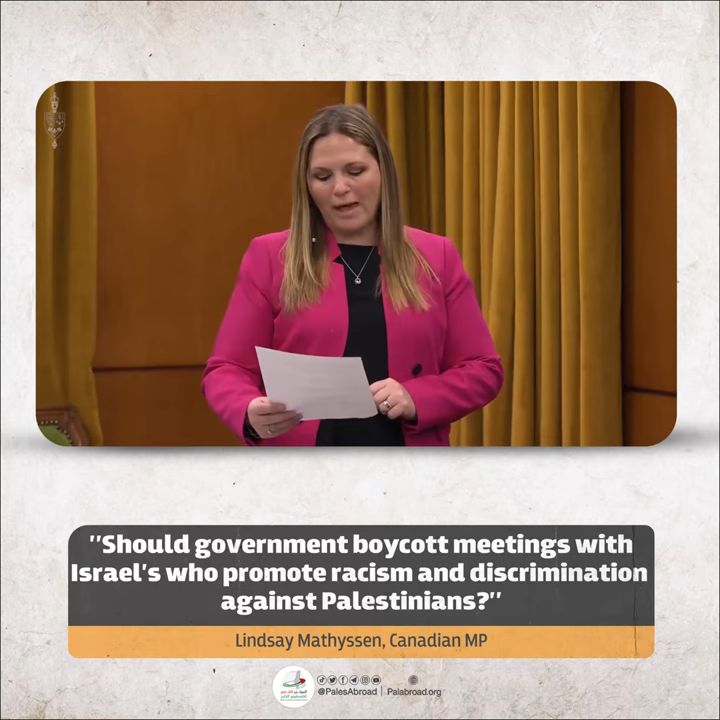 "Should government boycott meetings with
Israel's who promote racism and discrimination
against Palestinians?"
Lindsay Mathyssen, Canadian MP
@PalesAbroad | Palabroad.org